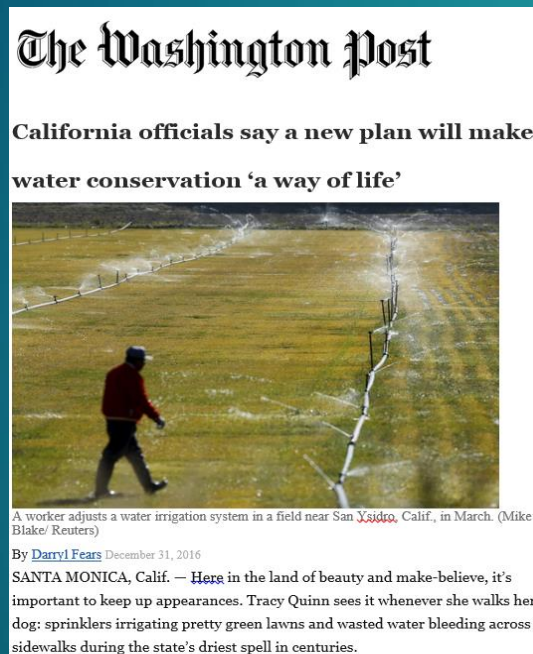 The Washington Post
California officials say a new plan will make
water conservation ‘a way of life’
A worker adjusts a water irrigation system in a field near San Ysidro, Calif., in March. (Mike
Blake/ Reuters)
By Darryl Fears December 31, 2016
SANTA MONICA, Calif. — Here in the land of beauty and make-believe, it’s
important to keep up appearances. Tracy Quinn sees it whenever she walks her
dog: sprinklers irrigating pretty green lawns and wasted water bleeding across
sidewalks during the state’s driest spell in centuries.